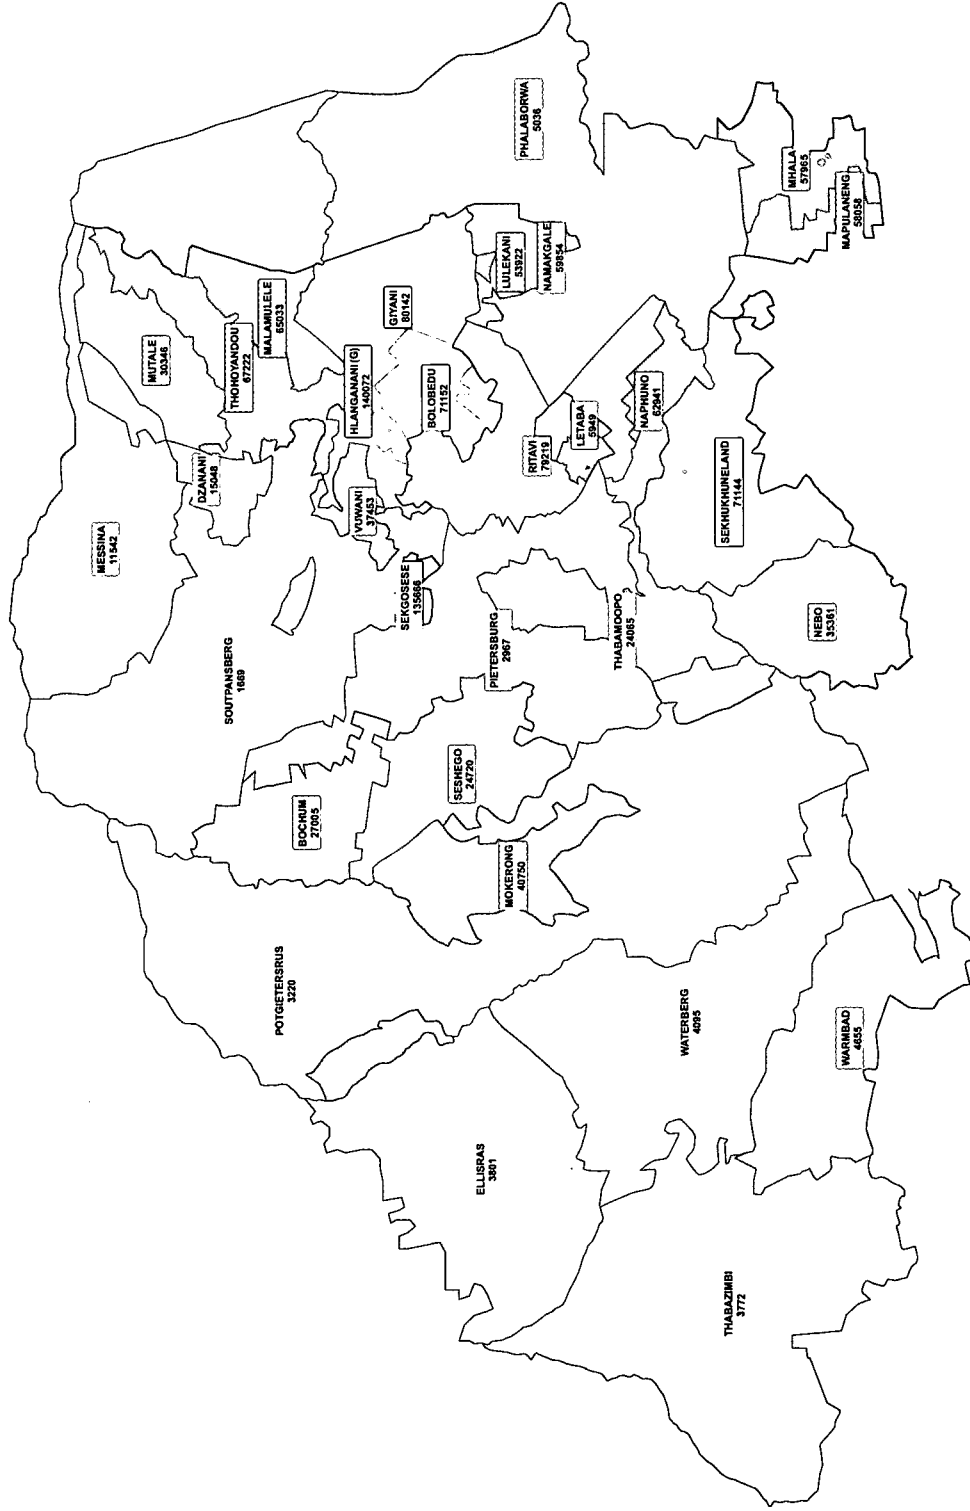 MESSINA
11542
MUTALE
30346
DZANANI
15048
THOHOYANDOU
67222
MALAMULELE
65033
SOUTPANSBERG
1669
HLANGANANI (G)
140072
GIYANI
80142
VUWANI
37453
BOLOBEDU
71152
SEKGOSESE
135666
LULEKANI
53922
NAMAKGALE
59854
PHALABORWA
5036
BOCHUM
27005
POTGIETERSRUS
3220
PIETERSBURG
2967
SESHEGO
24720
MOKERONG
40750
RITAVI
79219
LETABA
5949
NAPHUNO
62941
THABAMOOPO
24065
ELLISRAS
3801
WATERBERG
4095
SEKHUKHUNELAND
71144
MHALA
57965
MAPULANENG
58058
NEBO
35361
WARMBAD
4655
THABAZIMBI
3772